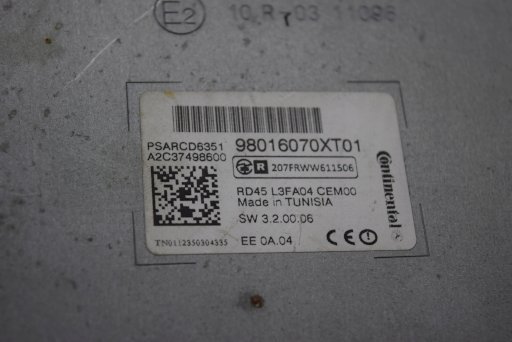 E2 10 R-03 11096
PSARCD6351 98016070XT01
A2C37498600
R 207FRWW611506
RD45 L3FA04 CEM00
Made in TUNISIA
SW 3.2.00.06
TN0112350304335 EE 0A.04 CE
Continental